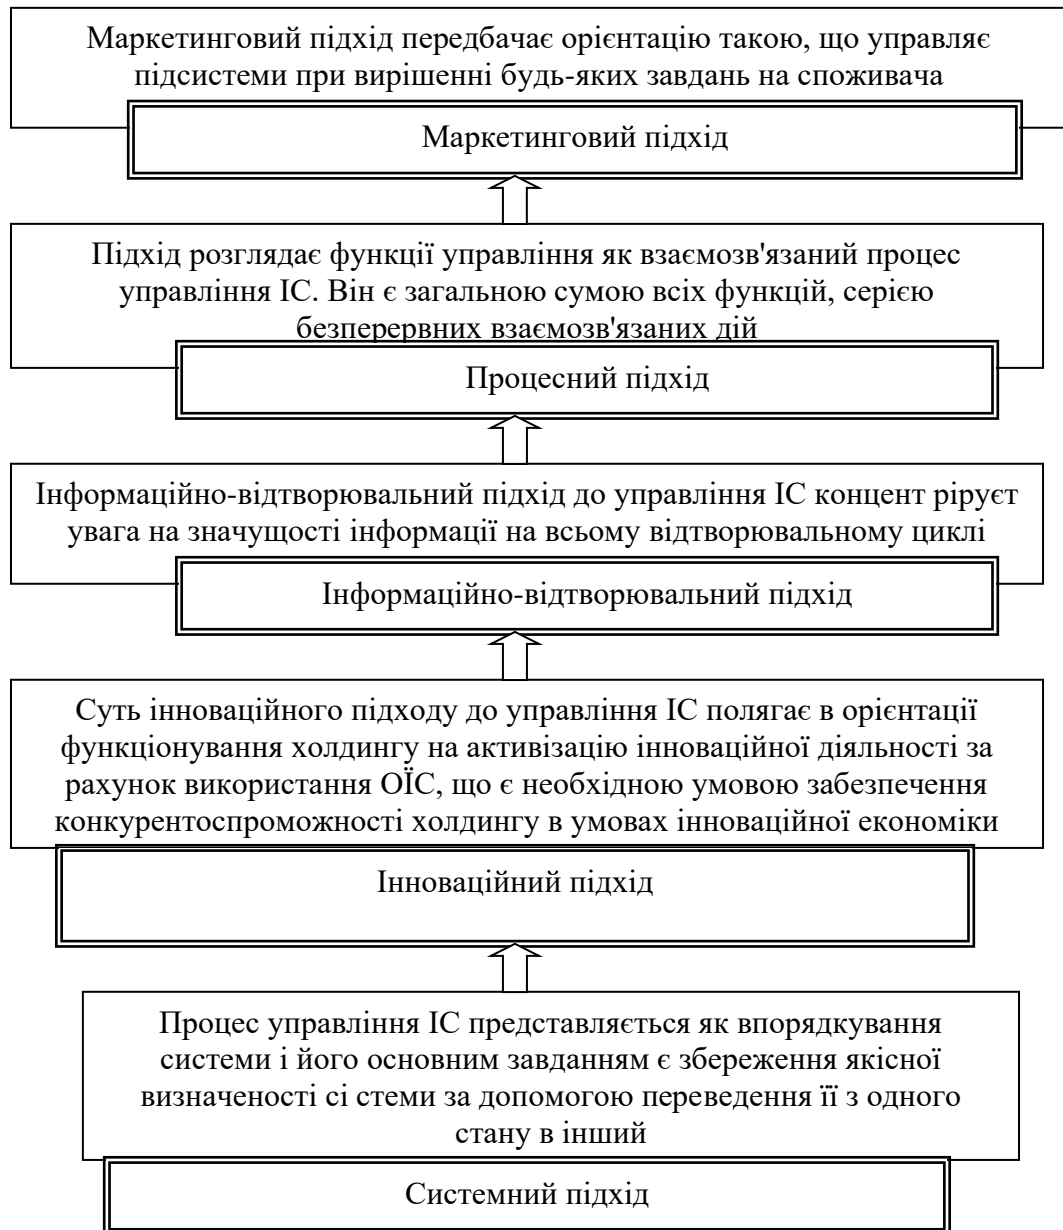 Маркетинговий підхід передбачає орієнтацію такою, що управляє
підсистеми при вирішенні будь-яких завдань на споживача
Маркетинговий підхід
Підхід розглядає функції управління як взаємозв'язаний процес
управління ІС. Він є загальною сумою всіх функцій, серією
безперервних взаємозв'язаних дій
Процесний підхід
Інформаційно-відтворювальний підхід до управління ІС концент рірует
увага на значущості інформації на всьому відтворювальному циклі
Інформаційно-відтворювальний підхід
Суть інноваційного підходу до управління ІС полягає в орієнтації
функціонування холдингу на активізацію інноваційної діяльності за
рахунок використання ОЇС, що є необхідною умовою забезпечення
конкурентоспроможності холдингу в умовах інноваційної економіки
Інноваційний підхід
Процес управління ІС представляється як впорядкування
системи і його основним завданням є збереження якісної
визначеності сі стеми за допомогою переведення її з одного
стану в інший
Системний підхід